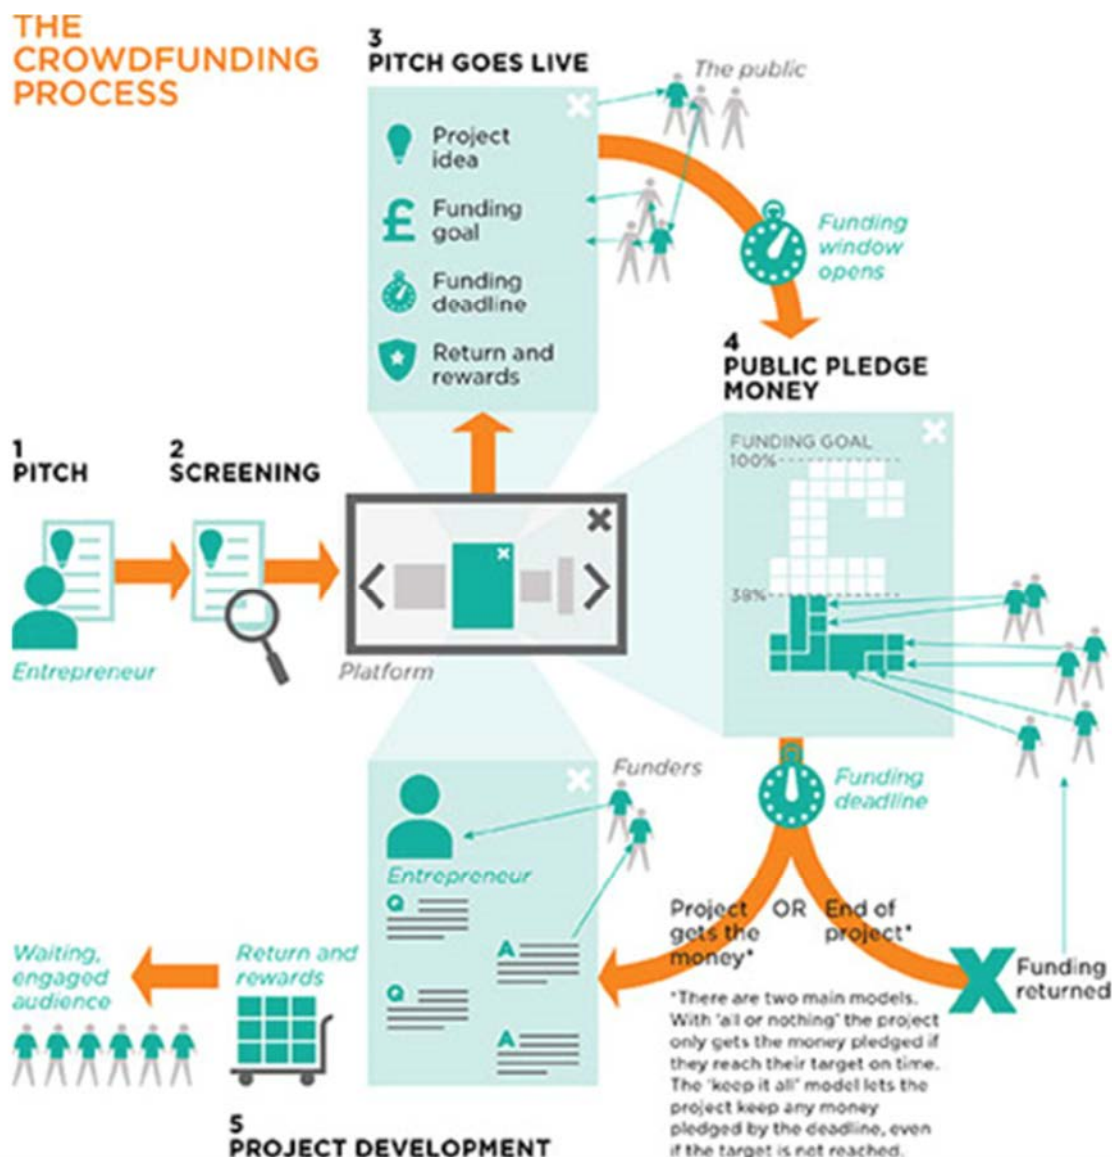 THE
CROWDFUNDING
PROCESS
1
PITCH
Entrepreneur
2
SCREENING
Platform
3
PITCH GOES LIVE
Project
idea
£
Funding
goal
Funding
deadline
Return and
rewards
The public
Funding
window
opens
4
PUBLIC PLEDGE
MONEY
FUNDING GOAL
100%
38%
Funding
deadline
Project
gets the
money*
OR
End of
project*
Funding
returned
*There are two main models.
With 'all or nothing' the project
only gets the money pledged if
they reach their target on time.
The 'keep it all' model lets the
project keep any money
pledged by the deadline, even
if the target is not reached.
Funders
Entrepreneur
Q
A
Q
A
Return and
rewards
Waiting,
engaged
audience
5
PROJECT DEVELOPMENT